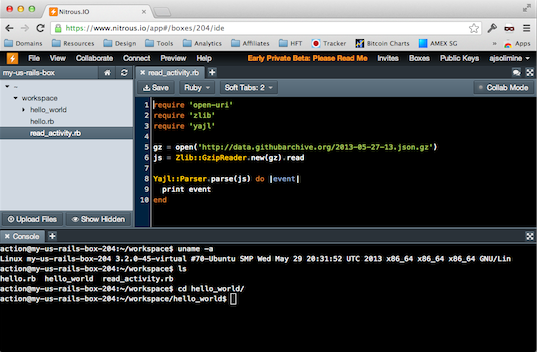 Nitrous.IO
https://www.nitrous.io/app#/boxes/204/ide
Domains Resources Design Tools Analytics Affiliates HFT Tracker Bitcoin Charts AMEX SG
File View Collaborate Connect Preview Help Early Private Beta: Please Read Me Invites Boxes Public Keys ajsolimine
my-us-rails-box
read_activity.rb
Save Ruby Soft Tabs: 2 Collab Mode
~
workspace
hello_world
hello.rb
read_activity.rb
1 require 'open-uri'
2 require 'zlib'
3 require 'yajl'
4
5 gz = open('http://data.githubarchive.org/2013-05-27-13.json.gz')
6 js = Zlib::GzipReader.new(gz).read
7
8 Yajl::Parser.parse(js) do |event|
9 print event
10 end
Upload Files Show Hidden
Console
action@my-us-rails-box-204:~/workspace$ uname -a
Linux my-us-rails-box-204 3.2.0-45-virtual #70-Ubuntu SMP Wed May 29 20:31:52 UTC 2013 x86_64 x86_64 x86_64 GNU/Lin
action@my-us-rails-box-204:~/workspace$ ls
hello.rb hello_world read_activity.rb
action@my-us-rails-box-204:~/workspace$ cd hello_world/
action@my-us-rails-box-204:~/workspace/hello_world$